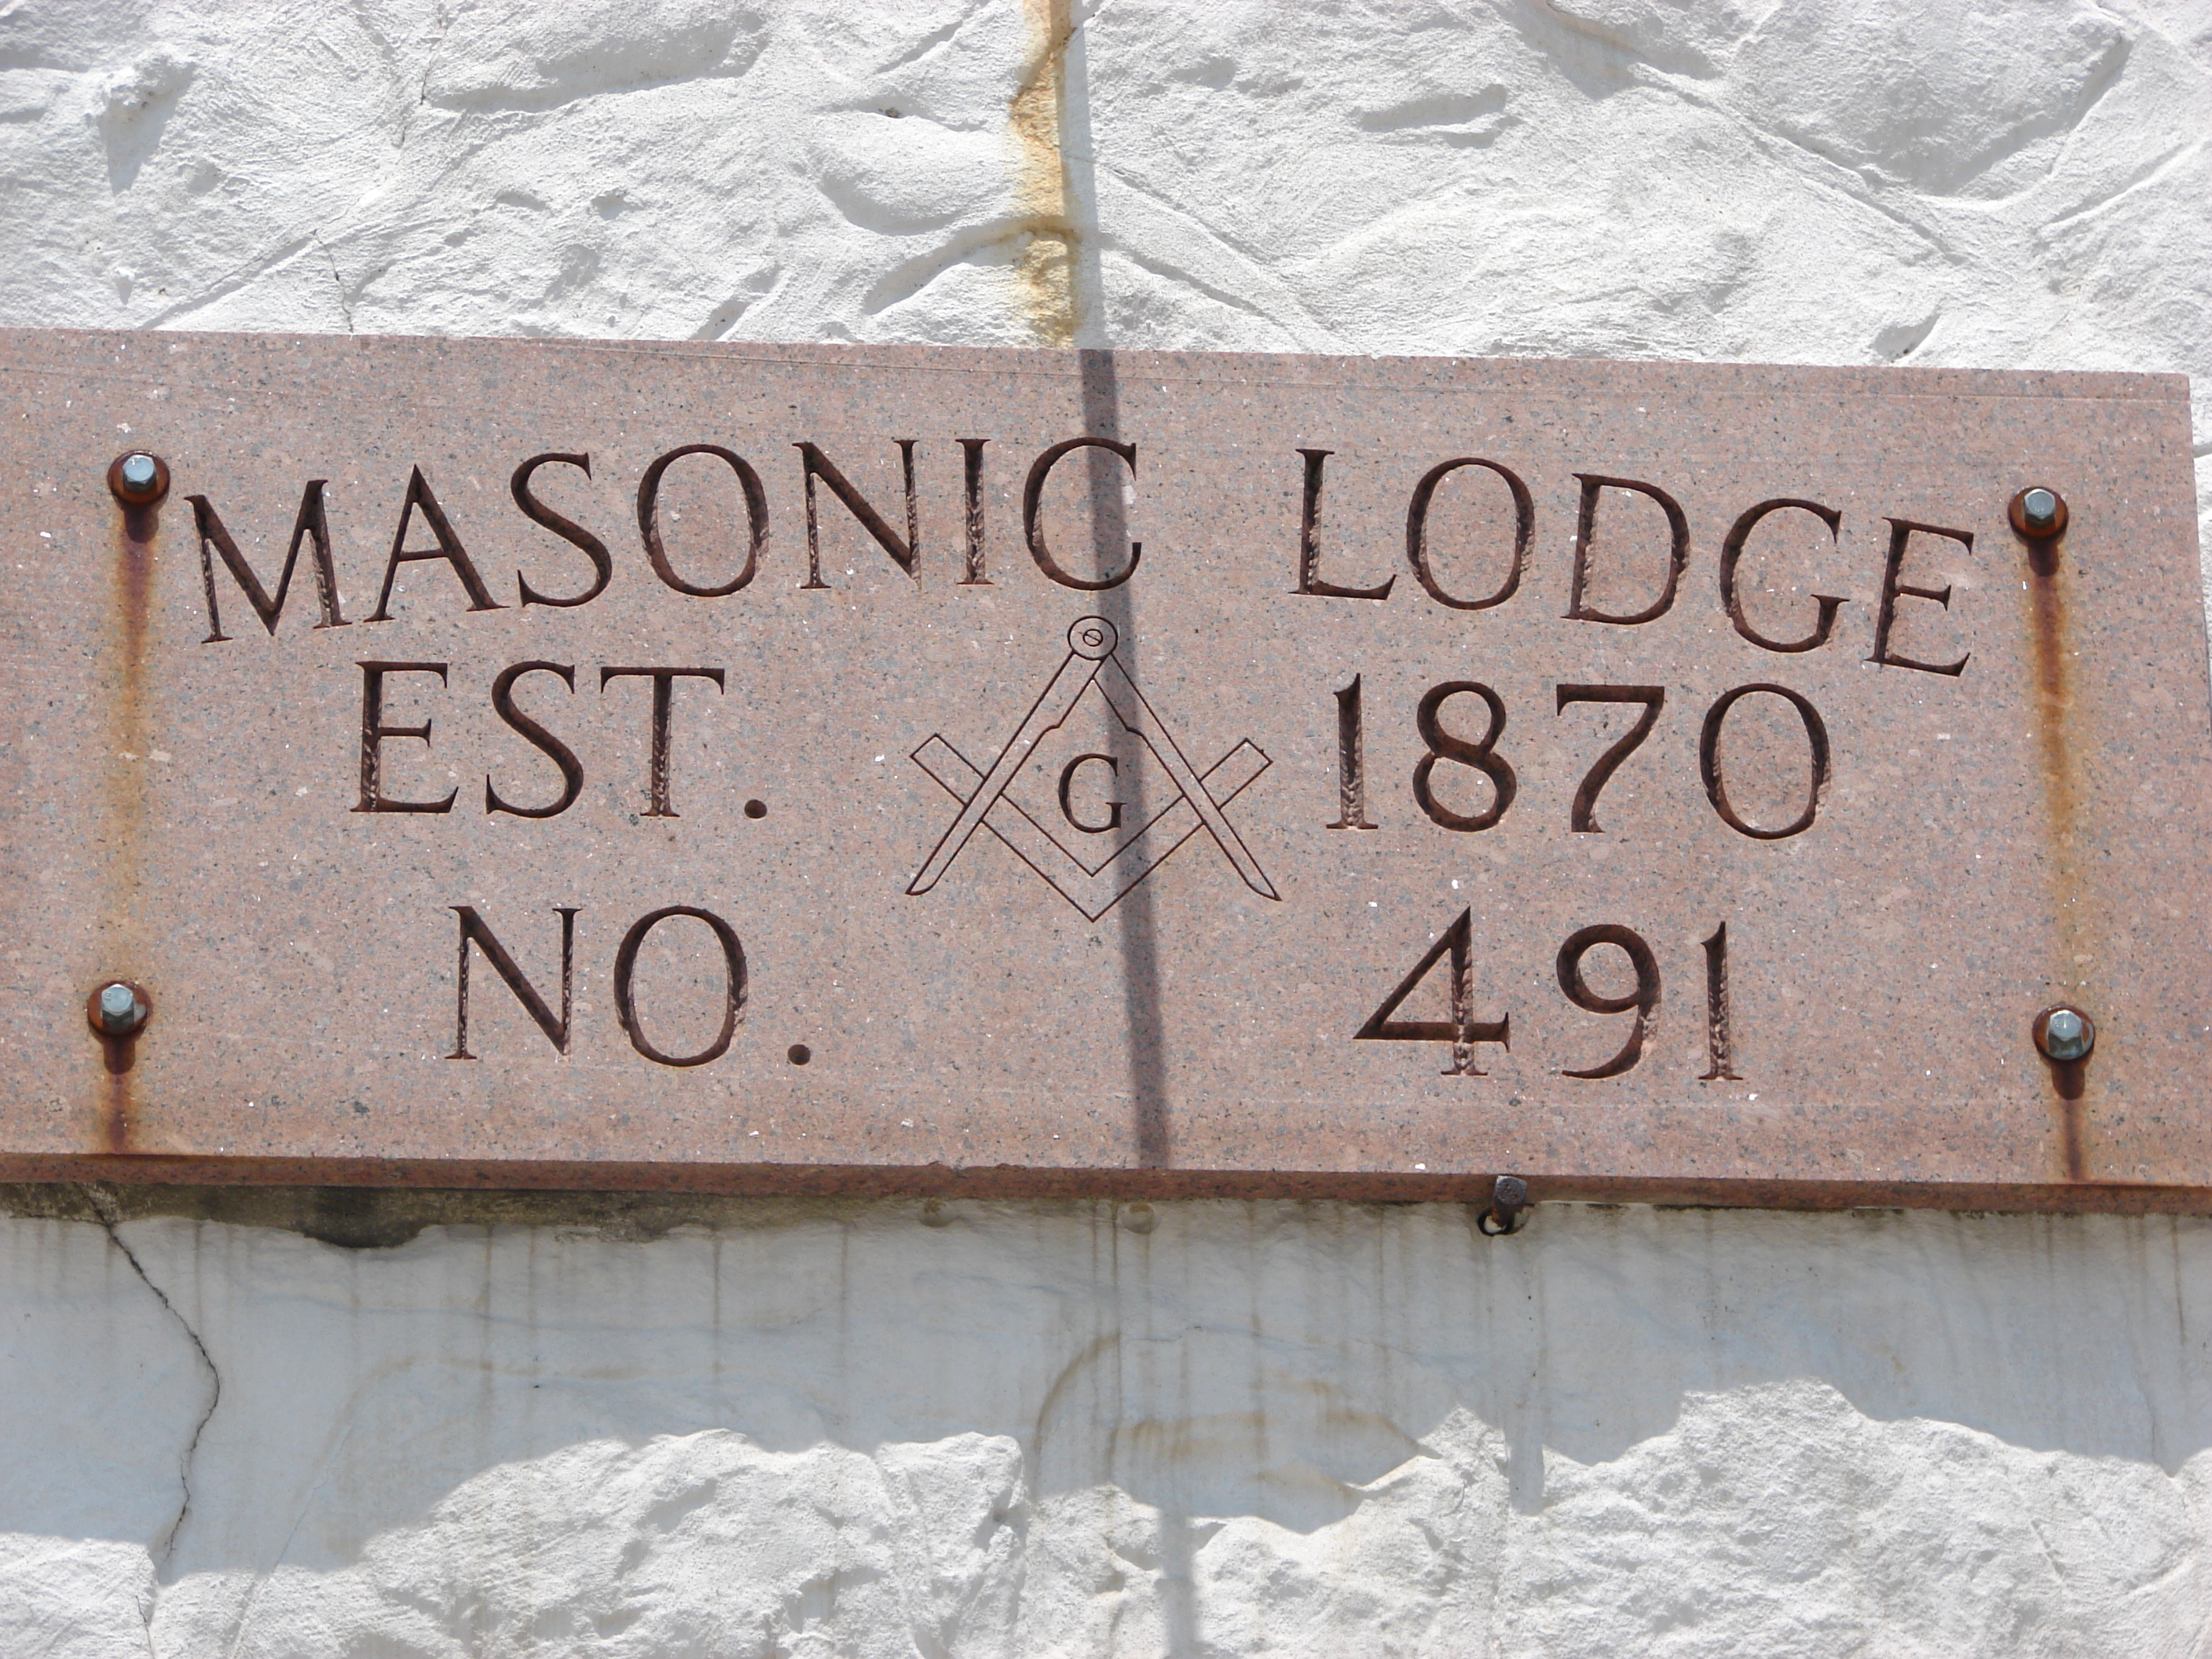 MASONIC LODGE
EST. G 1870
NO. 491